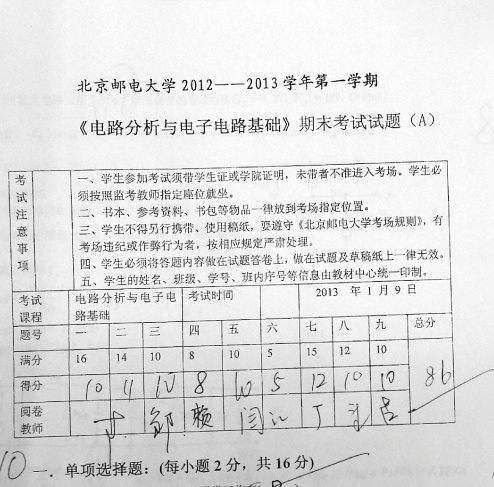 北京邮电大学 2012——2013 学年第一学期
《电路分析与电子电路基础》期末考试试题（A）
考试注意事项
一、学生参加考试须带学生证或学院证明，未带者不准进入考场。学生必
须按照监考教师指定座位就坐。
二、书本、参考资料、书包等物品一律放到考场指定位置。
三、学生不得另行携带、使用稿纸，要遵守《北京邮电大学考场规则》，有
考场违纪或作弊行为者，按相应规定严肃处理。
四、学生必须将答题内容做在试题答卷上，做在试题及草稿纸上一律无效。
五、学生的姓名、班级、学号、班内序号等信息由教材中心统一印制。
考试课程 电路分析与电子电路基础 考试时间 2013 年 1 月 9 日
题号 一 二 三 四 五 六 七 八 九 总分
满分 16 14 10 8 10 5 15 12 10
得分 10 11 10 8 10 5 12 10 10 86
阅卷教师 邹 赖 闫 丁 吕
10 一．单项选择题：(每小题 2 分，共 16 分)